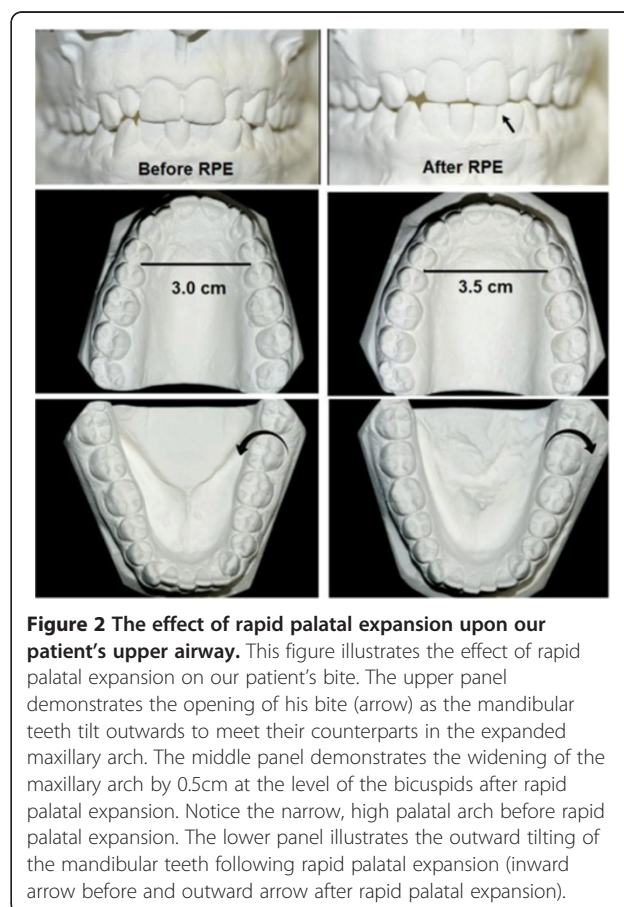 Before RPE
After RPE
3.0 cm
3.5 cm
Figure 2 The effect of rapid palatal expansion upon our
patient's upper airway. This figure illustrates the effect of rapid
palatal expansion on our patient's bite. The upper panel
demonstrates the opening of his bite (arrow) as the mandibular
teeth tilt outwards to meet their counterparts in the expanded
maxillary arch. The middle panel demonstrates the widening of the
maxillary arch by 0.5cm at the level of the bicuspids after rapid
palatal expansion. Notice the narrow, high palatal arch before rapid
palatal expansion. The lower panel illustrates the outward tilting of
the mandibular teeth following rapid palatal expansion (inward
arrow before and outward arrow after rapid palatal expansion).